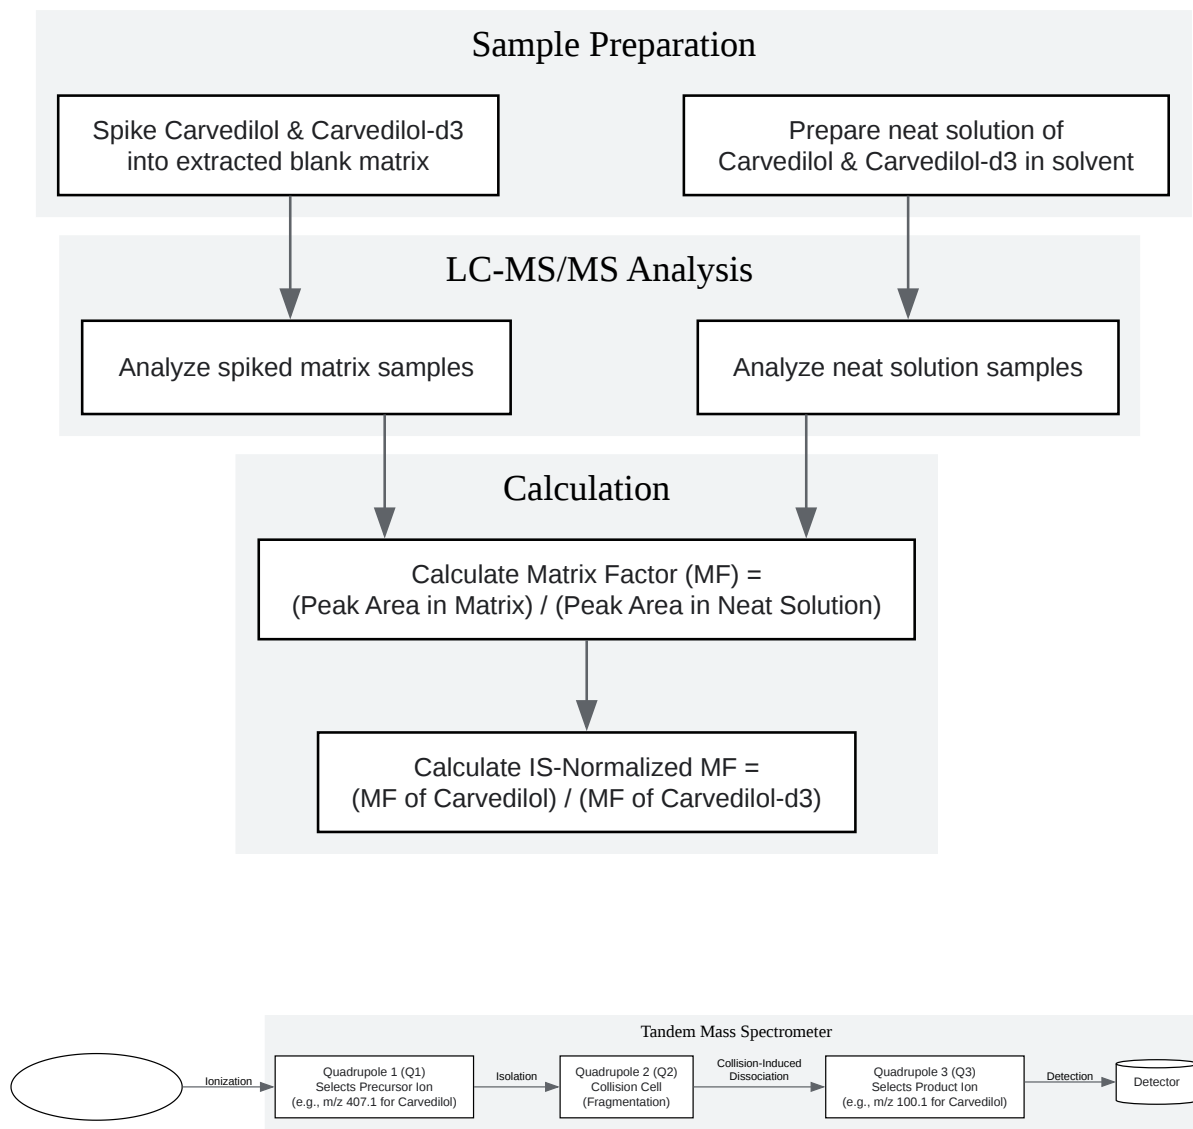 Sample Preparation
Spike Carvedilol & Carvedilol-d3
into extracted blank matrix
Prepare neat solution of
Carvedilol & Carvedilol-d3 in solvent
LC-MS/MS Analysis
Analyze spiked matrix samples
Analyze neat solution samples
Calculation
Calculate Matrix Factor (MF) =
(Peak Area in Matrix) / (Peak Area in Neat Solution)
Calculate IS-Normalized MF =
(MF of Carvedilol) / (MF of Carvedilol-d3)
Tandem Mass Spectrometer
Ionization
Quadrupole 1 (Q1)
Selects Precursor Ion
(e.g., m/z 407.1 for Carvedilol)
Isolation
Quadrupole 2 (Q2)
Collision Cell
(Fragmentation)
Collision-Induced
Dissociation
Quadrupole 3 (Q3)
Selects Product Ion
(e.g., m/z 100.1 for Carvedilol)
Detection
Detector